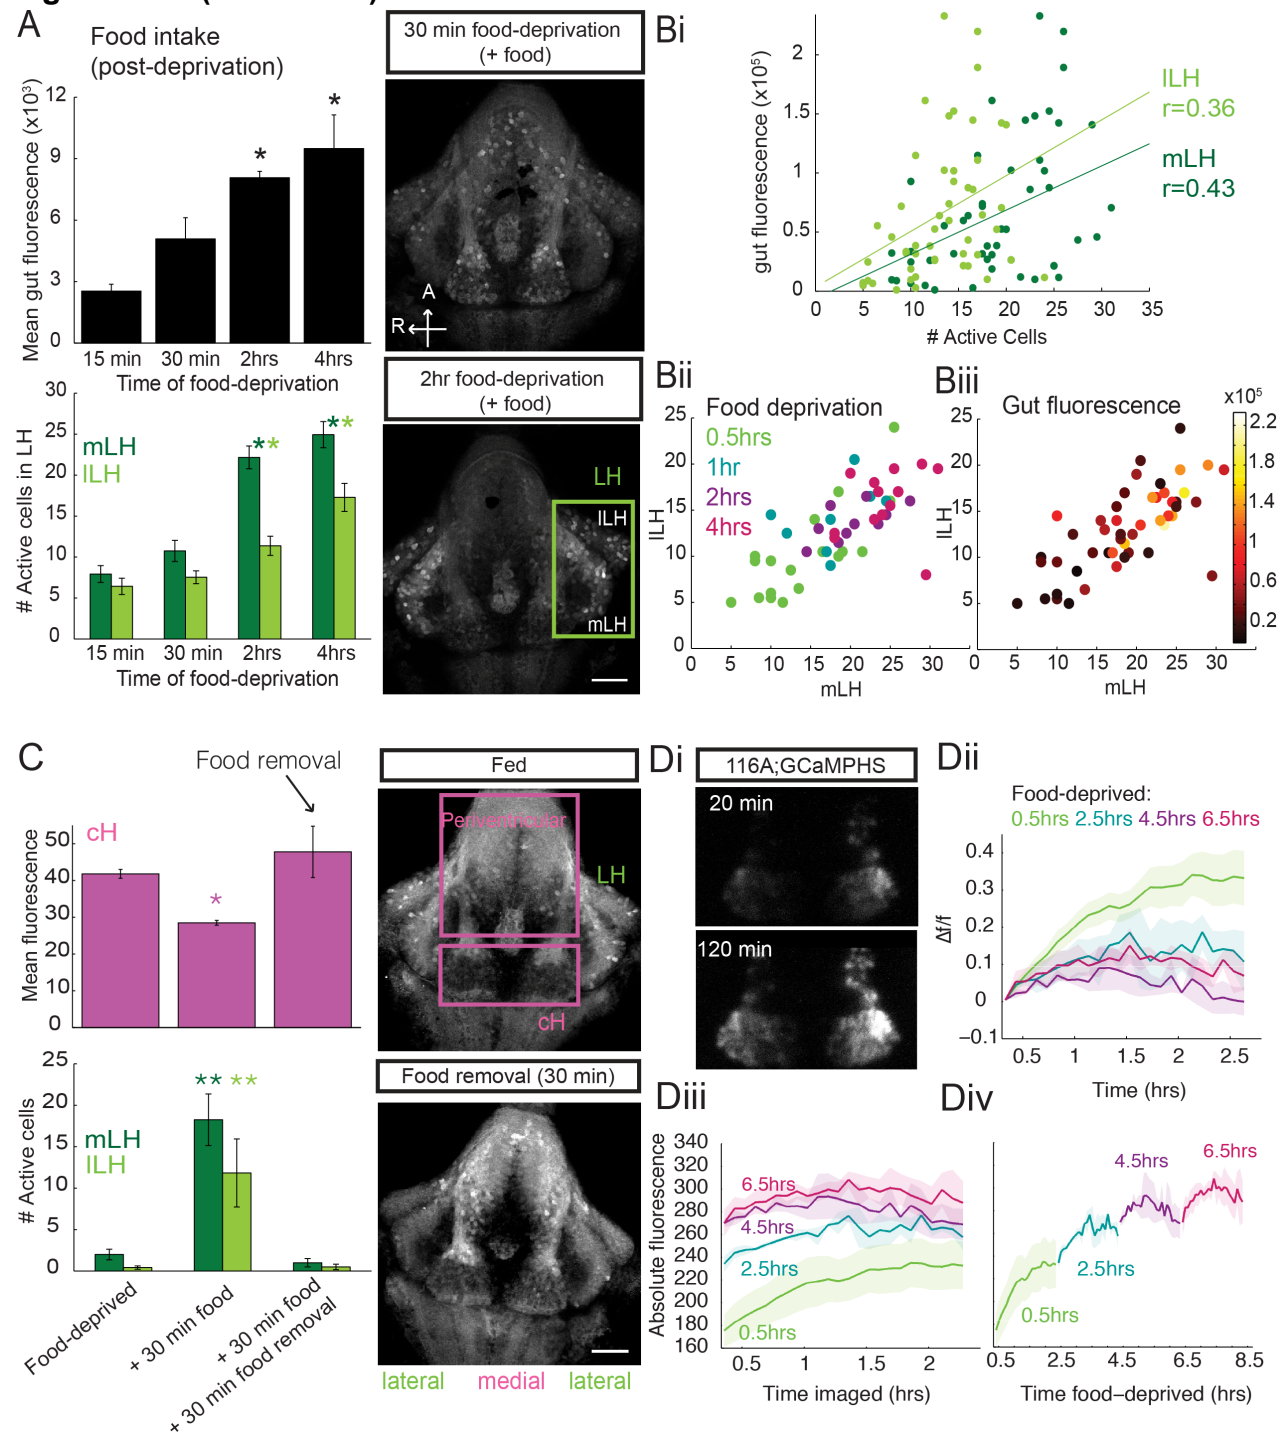 A
Food intake
(post-deprivation)
Mean gut fluorescence (x10³)
12
9
6
3
0
*
*
15 min
30 min
2hrs
4hrs
Time of food-deprivation
# Active cells in LH
30
25
20
15
10
5
0
mLH
lLH
**
**
15 min
30 min
2hrs
4hrs
Time of food-deprivation
30 min food-deprivation
(+ food)
A
R
2hr food-deprivation
(+ food)
LH
lLH
mLH
Bi
gut fluorescence (x10⁵)
2
1.5
1
0.5
0
0
5
10
15
20
25
30
35
# Active Cells
lLH
r=0.36
mLH
r=0.43
Bii
Food deprivation
0.5hrs
1hr
2hrs
4hrs
lLH
25
20
15
10
5
0
0
5
10
15
20
25
30
mLH
Biii
Gut fluorescence
lLH
25
20
15
10
5
0
5
10
15
20
25
30
mLH
x10⁵
2.2
1.8
1.4
1
0.6
0.2
C
Food removal
cH
Mean fluorescence
50
40
30
20
10
0
*
# Active cells
25
20
15
10
5
0
mLH
lLH
** **
Food-deprived
+ 30 min food
+ 30 min food
+ 30 min food removal
Fed
Periventricular
LH
cH
Food removal (30 min)
lateral
medial
lateral
Di
116A;GCaMPHS
20 min
120 min
Dii
Food-deprived:
0.5hrs 2.5hrs 4.5hrs 6.5hrs
Δf/f
0.4
0.3
0.2
0.1
0
−0.1
0.5
1
1.5
2
2.5
Time (hrs)
Diii
Absolute fluorescence
340
320
300
280
260
240
220
200
180
160
6.5hrs
4.5hrs
2.5hrs
0.5hrs
0.5
1
1.5
2
Time imaged (hrs)
Div
4.5hrs
6.5hrs
2.5hrs
0.5hrs
0.5
2.5
4.5
6.5
8.5
Time food−deprived (hrs)